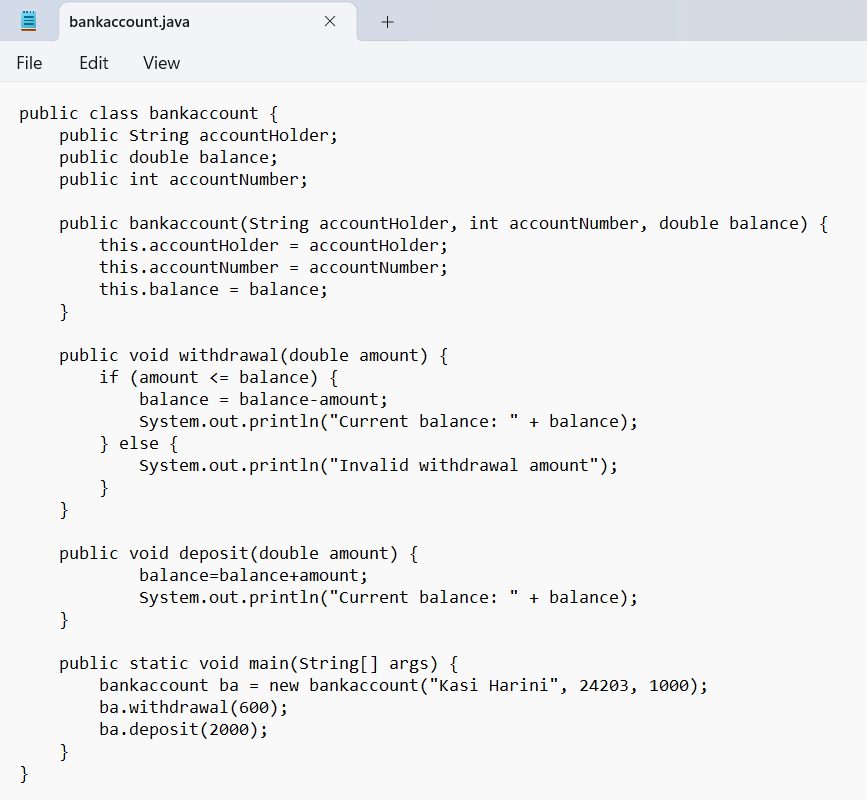 bankaccount.java
File Edit View
public class bankaccount {
    public String accountHolder;
    public double balance;
    public int accountNumber;

    public bankaccount(String accountHolder, int accountNumber, double balance) {
        this.accountHolder = accountHolder;
        this.accountNumber = accountNumber;
        this.balance = balance;
    }

    public void withdrawal(double amount) {
        if (amount <= balance) {
            balance = balance-amount;
            System.out.println("Current balance: " + balance);
        } else {
            System.out.println("Invalid withdrawal amount");
        }
    }

    public void deposit(double amount) {
            balance=balance+amount;
            System.out.println("Current balance: " + balance);
    }

    public static void main(String[] args) {
        bankaccount ba = new bankaccount("Kasi Harini", 24203, 1000);
        ba.withdrawal(600);
        ba.deposit(2000);
    }
}